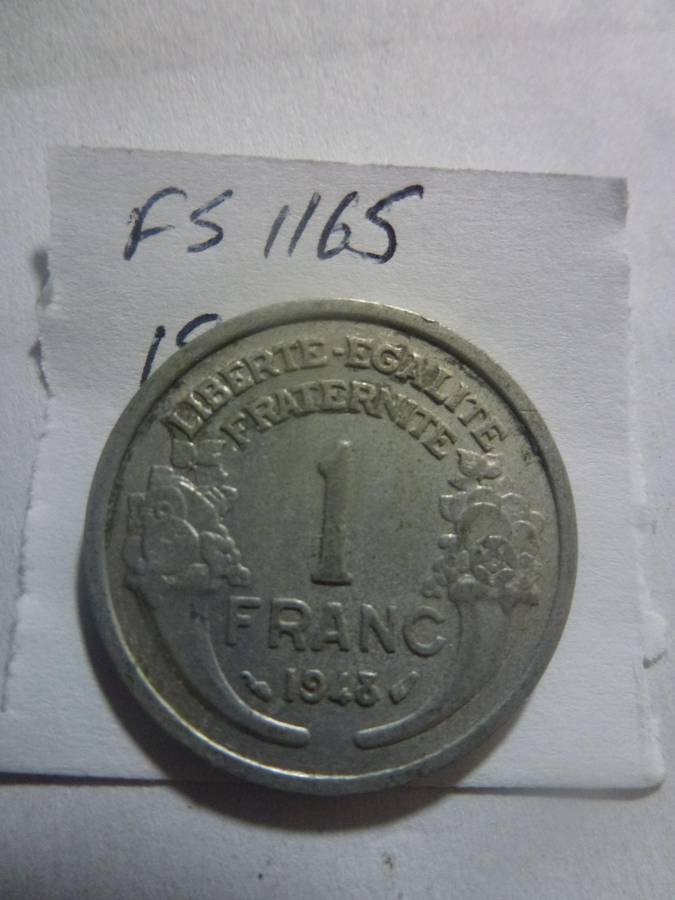 FS 1165
LIBERTE·EGALITE
FRATERNITE
1
FRANC
1948